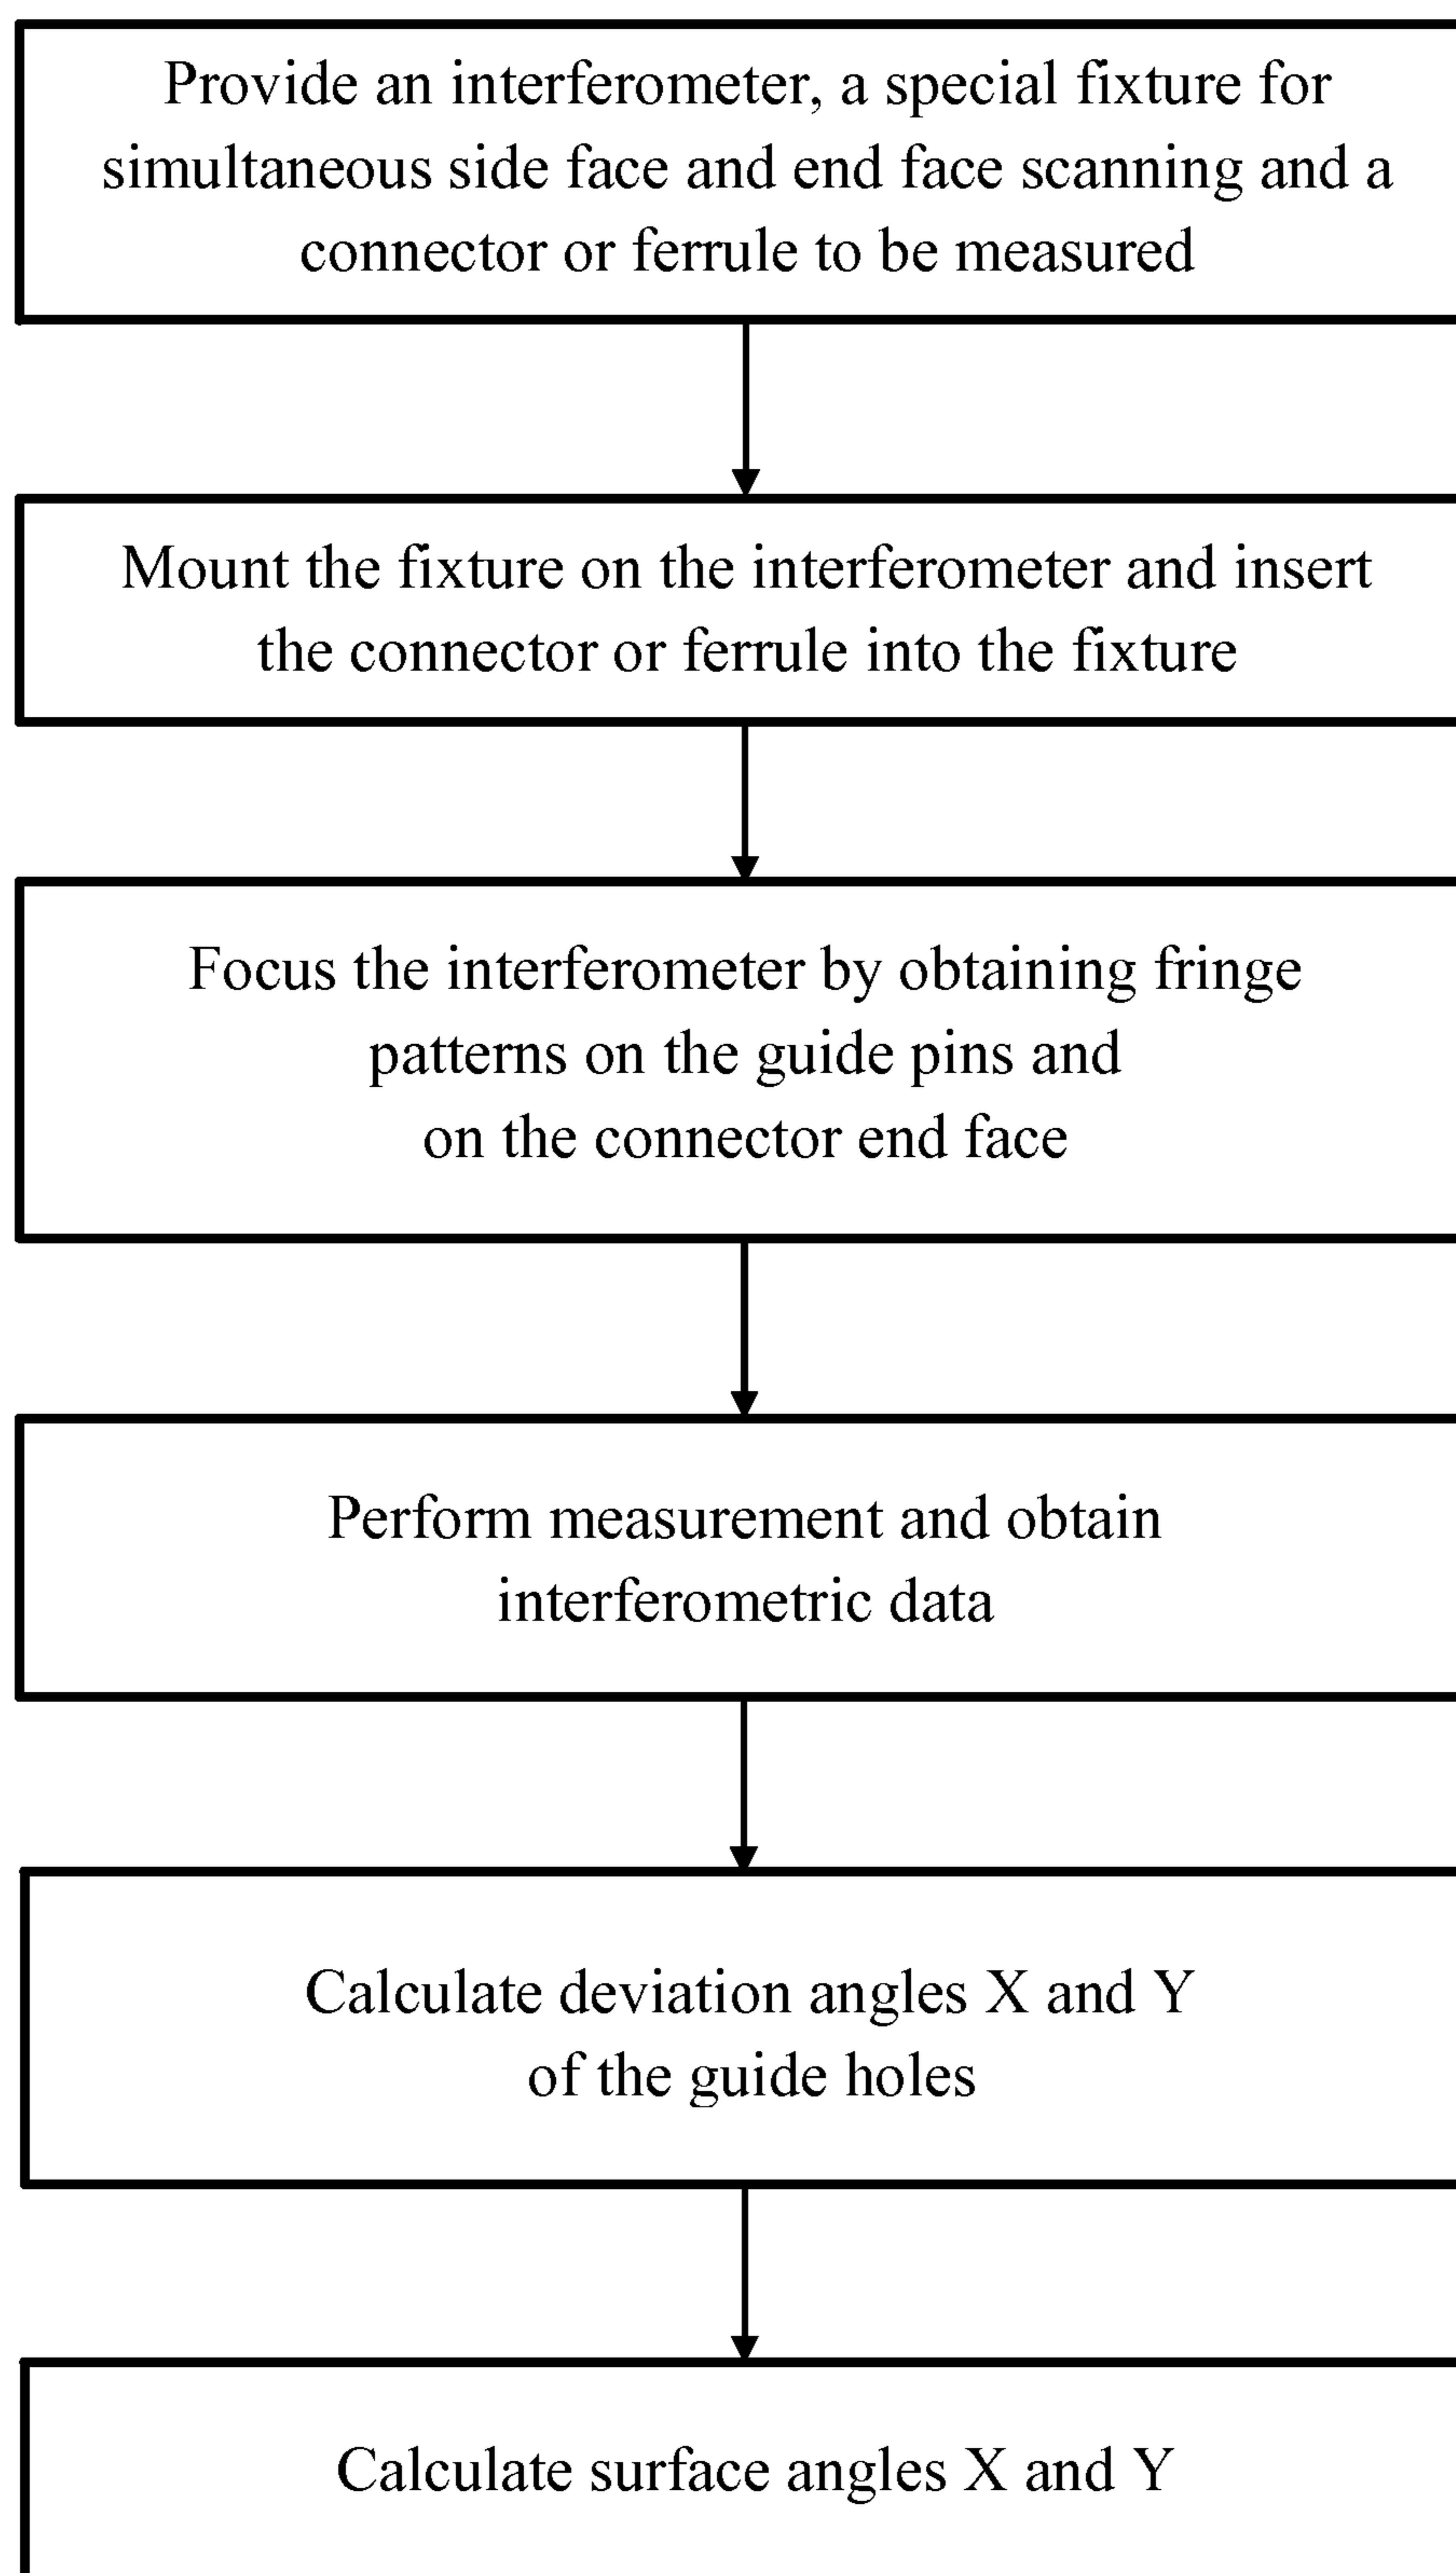 Provide an interferometer, a special fixture for
simultaneous side face and end face scanning and a
connector or ferrule to be measured
Mount the fixture on the interferometer and insert
the connector or ferrule into the fixture
Focus the interferometer by obtaining fringe
patterns on the guide pins and
on the connector end face
Perform measurement and obtain
interferometric data
Calculate deviation angles X and Y
of the guide holes
Calculate surface angles X and Y